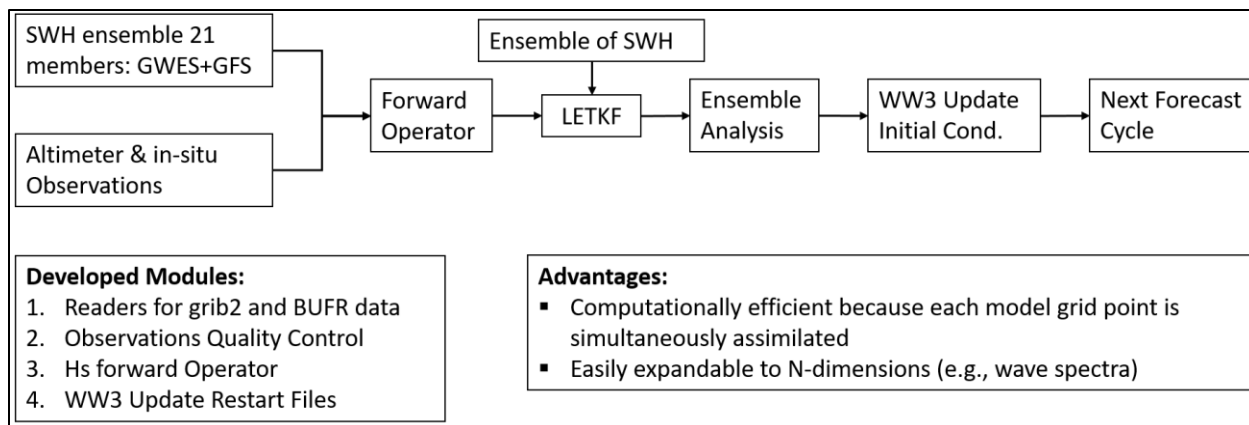 SWH ensemble 21
members: GWES+GFS
Altimeter & in-situ
Observations
Forward
Operator
Ensemble of SWH
LETKF
Ensemble
Analysis
WW3 Update
Initial Cond.
Next Forecast
Cycle
Developed Modules:
1. Readers for grib2 and BUFR data
2. Observations Quality Control
3. Hs forward Operator
4. WW3 Update Restart Files
Advantages:
▪ Computationally efficient because each model grid point is
simultaneously assimilated
▪ Easily expandable to N-dimensions (e.g., wave spectra)